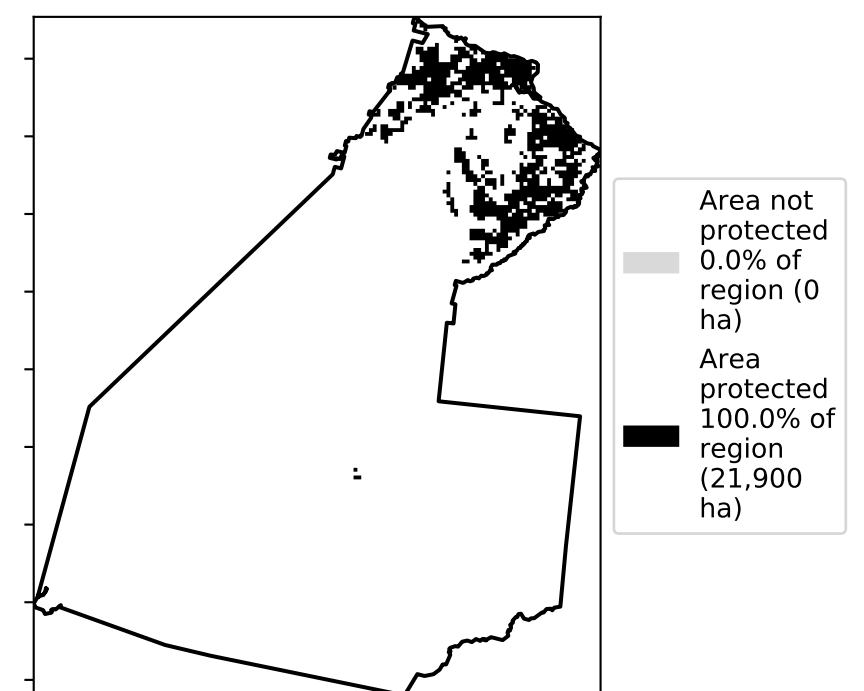 Area not
protected
0.0% of
region (0
ha)
Area
protected
100.0% of
region
(21,900
ha)